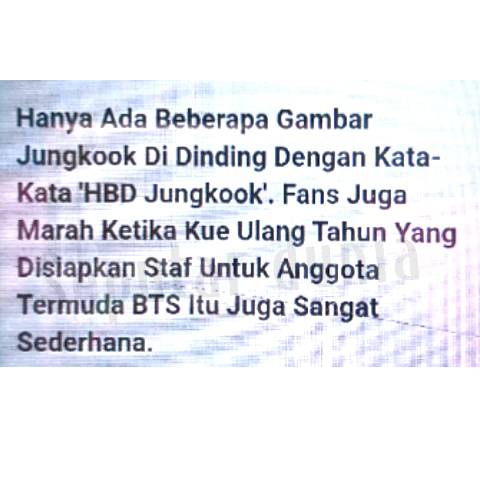 Hanya Ada Beberapa Gambar
Jungkook Di Dinding Dengan Kata-
Kata 'HBD Jungkook'. Fans Juga
Marah Ketika Kue Ulang Tahun Yang
Disiapkan Staf Untuk Anggota
Termuda BTS Itu Juga Sangat
Sederhana.